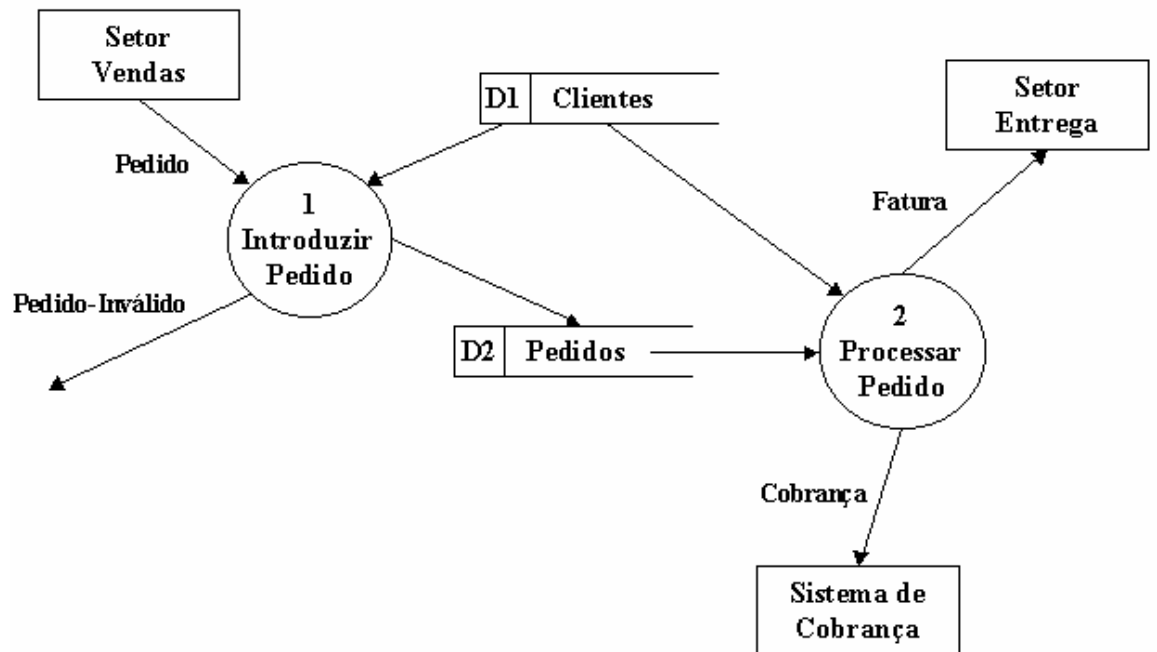 Setor
Vendas
D1 Clientes
Setor
Entrega
Pedido
1
Introduzir
Pedido
Fatura
Pedido-Inválido
D2 Pedidos
2
Processar
Pedido
Cobrança
Sistema de
Cobrança